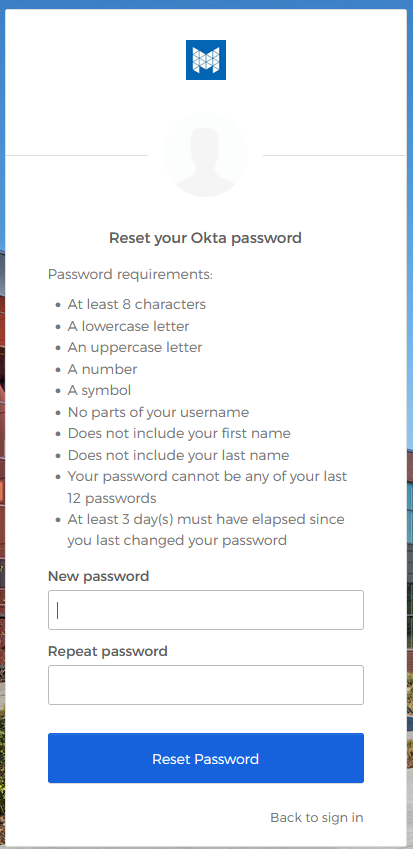 Reset your Okta password
Password requirements:
• At least 8 characters
• A lowercase letter
• An uppercase letter
• A number
• A symbol
• No parts of your username
• Does not include your first name
• Does not include your last name
• Your password cannot be any of your last
12 passwords
• At least 3 day(s) must have elapsed since
you last changed your password
New password
Repeat password
Reset Password
Back to sign in